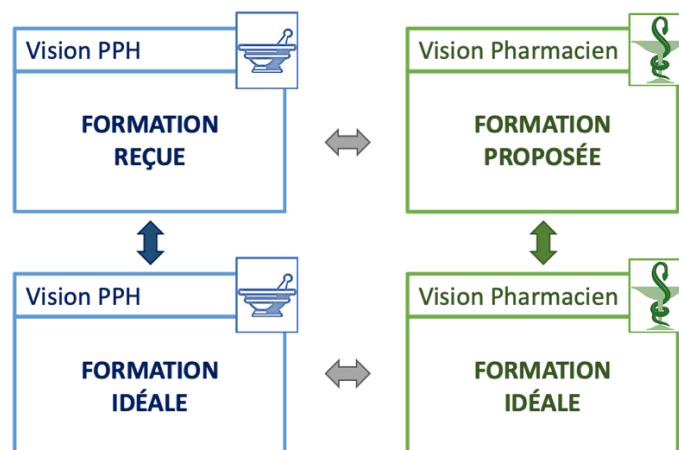 Vision PPH
FORMATION
REÇUE
Vision Pharmacien
FORMATION
PROPOSÉE
Vision PPH
FORMATION
IDÉALE
Vision Pharmacien
FORMATION
IDÉALE